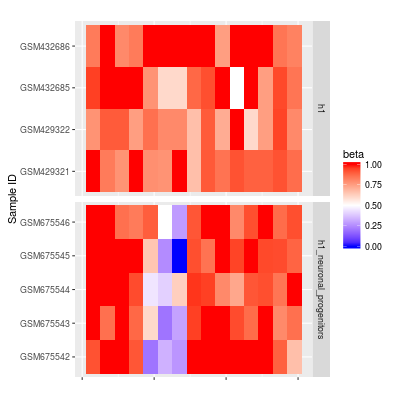 GSM432686
GSM432685
GSM429322
GSM429321
h1
GSM675546
GSM675545
GSM675544
GSM675543
GSM675542
h1_neuronal_progenitors
Sample ID
beta
1.00
0.75
0.50
0.25
0.00